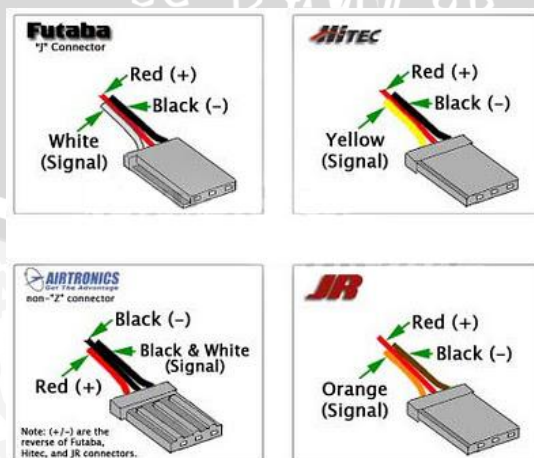 Futaba
"J" Connector
Red (+)
Black (-)
White
(Signal)
HiTEC
Red (+)
Black (-)
Yellow
(Signal)
AIRTRONICS
Get The Advantage
non-"Z" connector
Black (-)
Black & White
(Signal)
Red (+)
Note: (+/-) are the
reverse of Futaba,
Hitec, and JR connectors.
JR
Red (+)
Black (-)
Orange
(Signal)